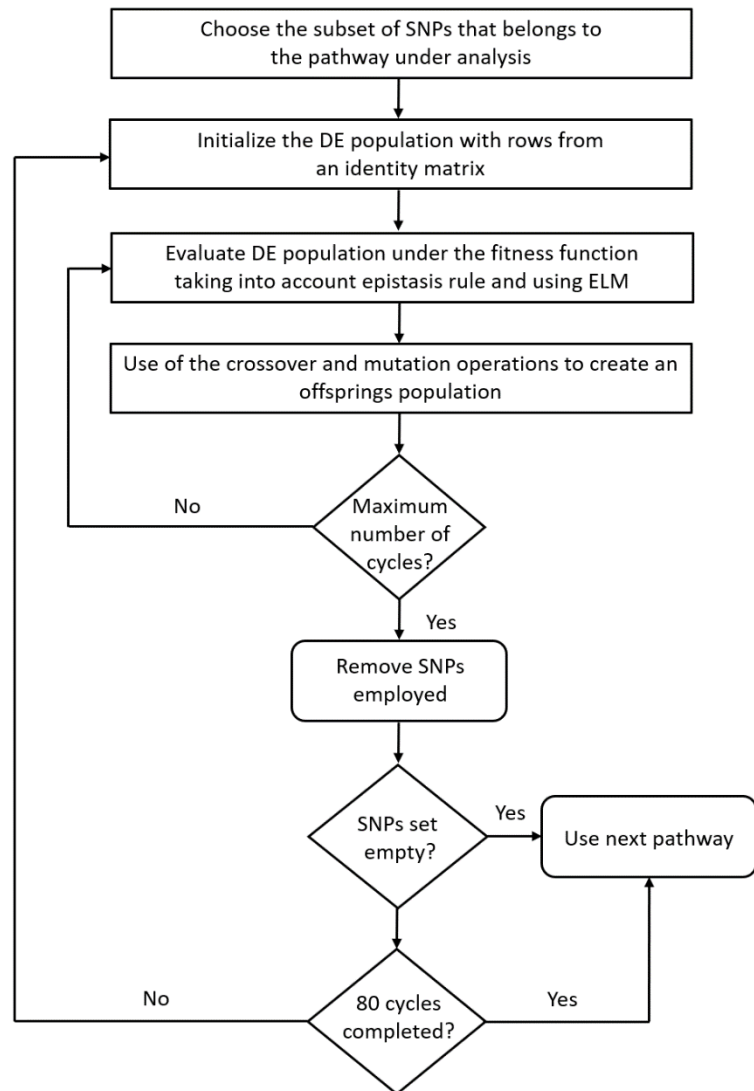 Choose the subset of SNPs that belongs to
the pathway under analysis
Initialize the DE population with rows from
an identity matrix
Evaluate DE population under the fitness function
taking into account epistasis rule and using ELM
Use of the crossover and mutation operations to create an
offsprings population
No
Maximum
number of
cycles?
Yes
Remove SNPs
employed
SNPs set
empty?
Yes
Use next pathway
No
80 cycles
completed?
Yes